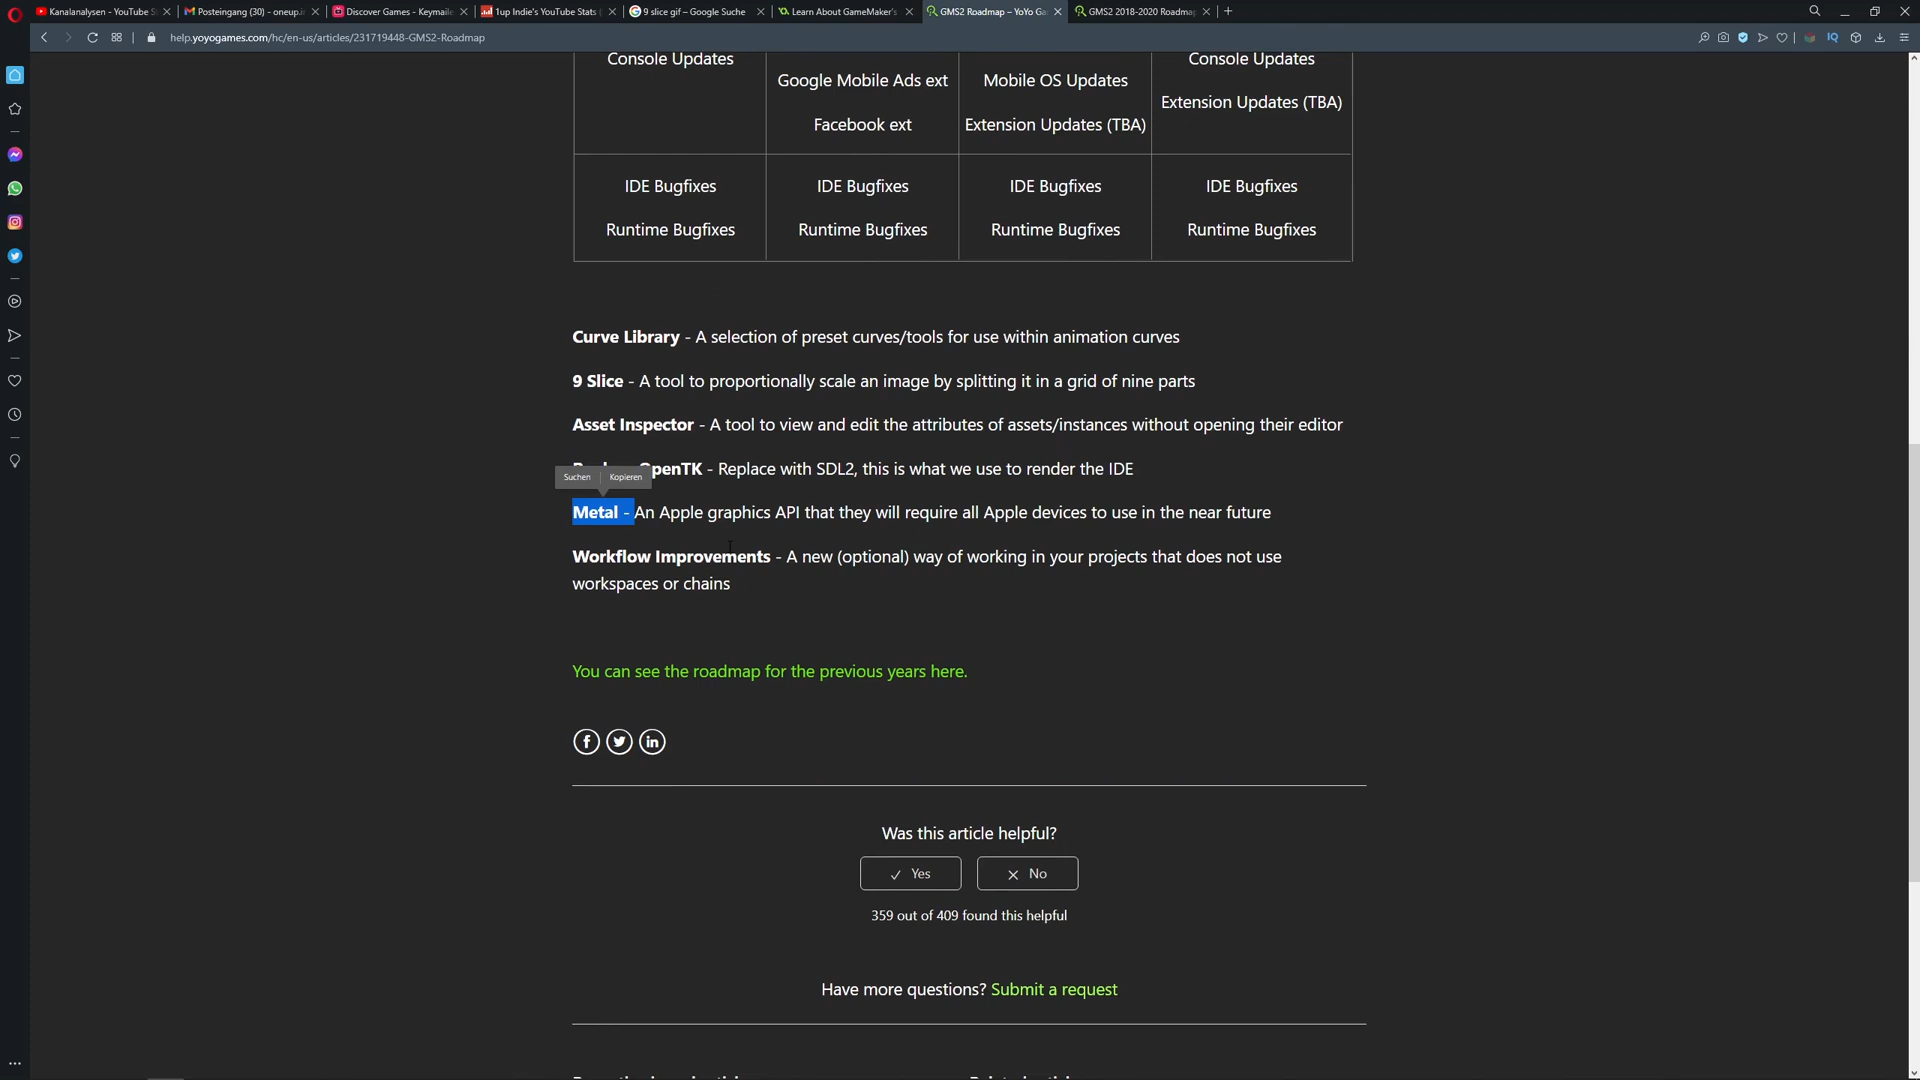 Kanalanalysen - YouTube S
Posteingang (30) - oneup.i
Discover Games - Keymaile
1up Indie's YouTube Stats (
9 slice gif – Google Suche
Learn About GameMaker's
GMS2 Roadmap – YoYo Ga
GMS2 2018-2020 Roadmap
help.yoyogames.com/hc/en-us/articles/231719448-GMS2-Roadmap
Console Updates
Google Mobile Ads ext
Facebook ext
Mobile OS Updates
Extension Updates (TBA)
Console Updates
Extension Updates (TBA)
IDE Bugfixes
Runtime Bugfixes
IDE Bugfixes
Runtime Bugfixes
IDE Bugfixes
Runtime Bugfixes
IDE Bugfixes
Runtime Bugfixes
Curve Library - A selection of preset curves/tools for use within animation curves
9 Slice - A tool to proportionally scale an image by splitting it in a grid of nine parts
Asset Inspector - A tool to view and edit the attributes of assets/instances without opening their editor
OpenTK - Replace with SDL2, this is what we use to render the IDE
Suchen Kopieren
Metal - An Apple graphics API that they will require all Apple devices to use in the near future
Workflow Improvements - A new (optional) way of working in your projects that does not use
workspaces or chains
You can see the roadmap for the previous years here.
Was this article helpful?
Yes
No
359 out of 409 found this helpful
Have more questions? Submit a request